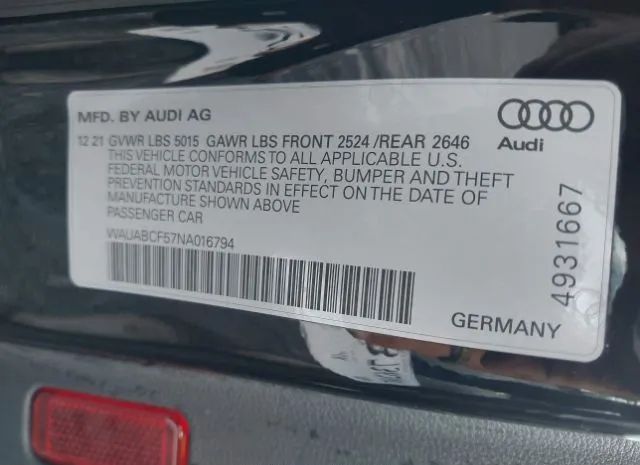 MFD. BY AUDI AG
12 21 GVWR LBS 5015 GAWR LBS FRONT 2524 /REAR 2646
THIS VEHICLE CONFORMS TO ALL APPLICABLE U.S.
FEDERAL MOTOR VEHICLE SAFETY, BUMPER AND THEFT
PREVENTION STANDARDS IN EFFECT ON THE DATE OF
MANUFACTURE SHOWN ABOVE
PASSENGER CAR
WAUABCF57NA016794
Audi
4931667
GERMANY